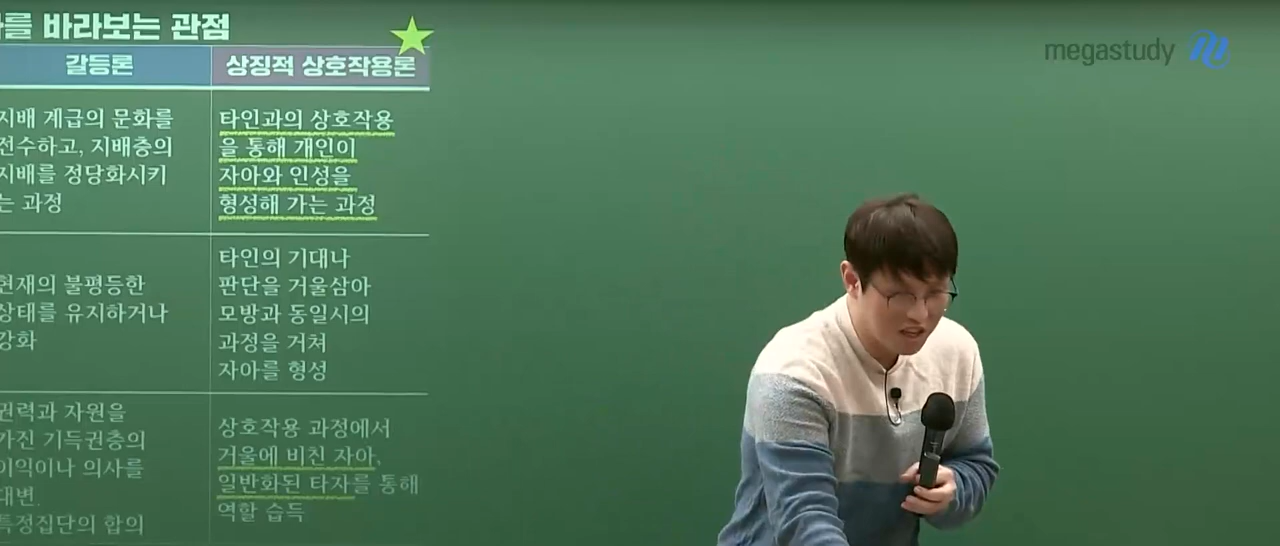 를 바라보는 관점
megastudy
갈등론
상징적 상호작용론
지배 계급의 문화를
전수하고, 지배층의
지배를 정당화시키
는 과정
타인과의 상호작용
을 통해 개인이
자아와 인성을
형성해 가는 과정
현재의 불평등한
상태를 유지하거나
강화
타인의 기대나
판단을 거울삼아
모방과 동일시의
과정을 거쳐
자아를 형성
권력과 자원을
가진 기득권층의
이익이나 의사를
대변.
특정집단의 합의
상호작용 과정에서
거울에 비친 자아,
일반화된 타자를 통해
역할 습득